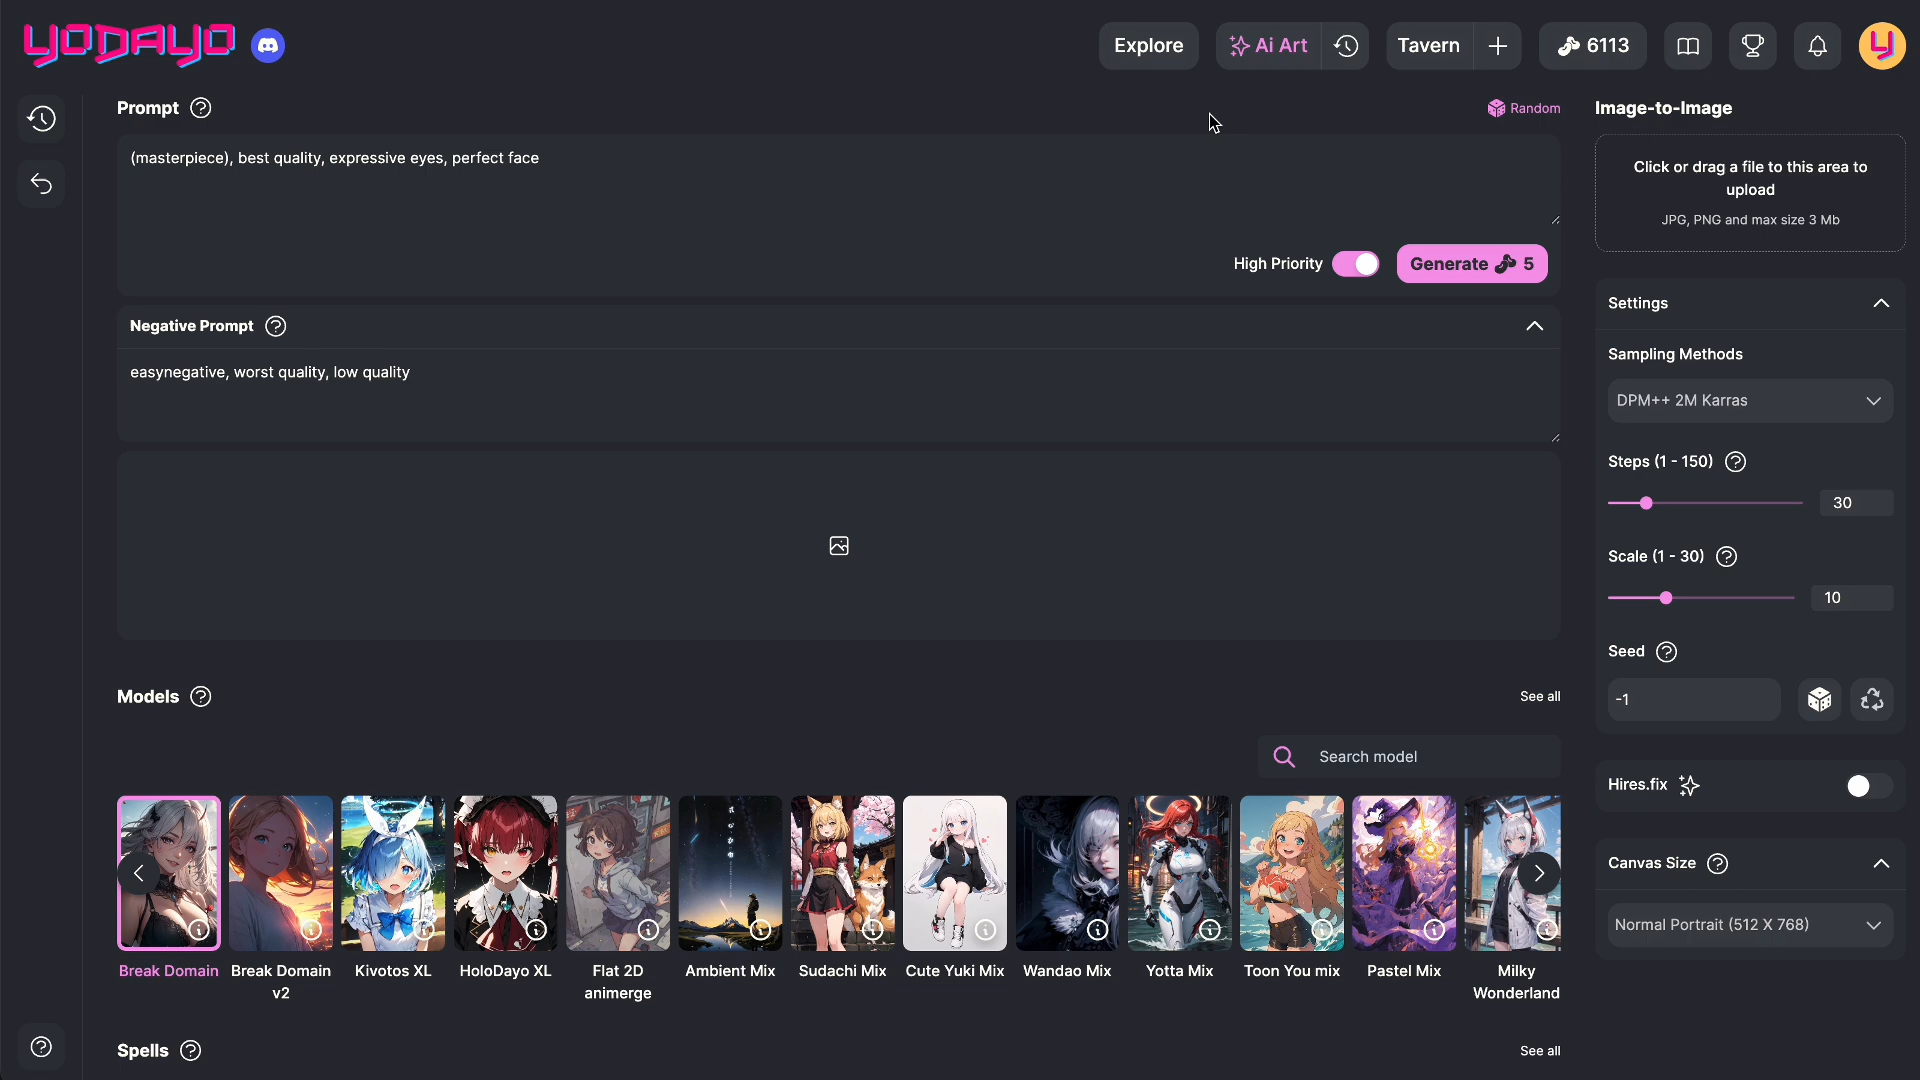 YODAYO
Explore
Ai Art
Tavern
6113
Prompt
Random
(masterpiece), best quality, expressive eyes, perfect face
High Priority
Generate 5
Negative Prompt
easynegative, worst quality, low quality
Models
See all
Search model
Break Domain
Break Domain
v2
Kivotos XL
HoloDayo XL
Flat 2D
animerge
Ambient Mix
Sudachi Mix
Cute Yuki Mix
Wandao Mix
Yotta Mix
Toon You mix
Pastel Mix
Milky
Wonderland
Spells
See all
Image-to-Image
Click or drag a file to this area to
upload
JPG, PNG and max size 3 Mb
Settings
Sampling Methods
DPM++ 2M Karras
Steps (1 - 150)
30
Scale (1 - 30)
10
Seed
-1
Hires.fix
Canvas Size
Normal Portrait (512 X 768)